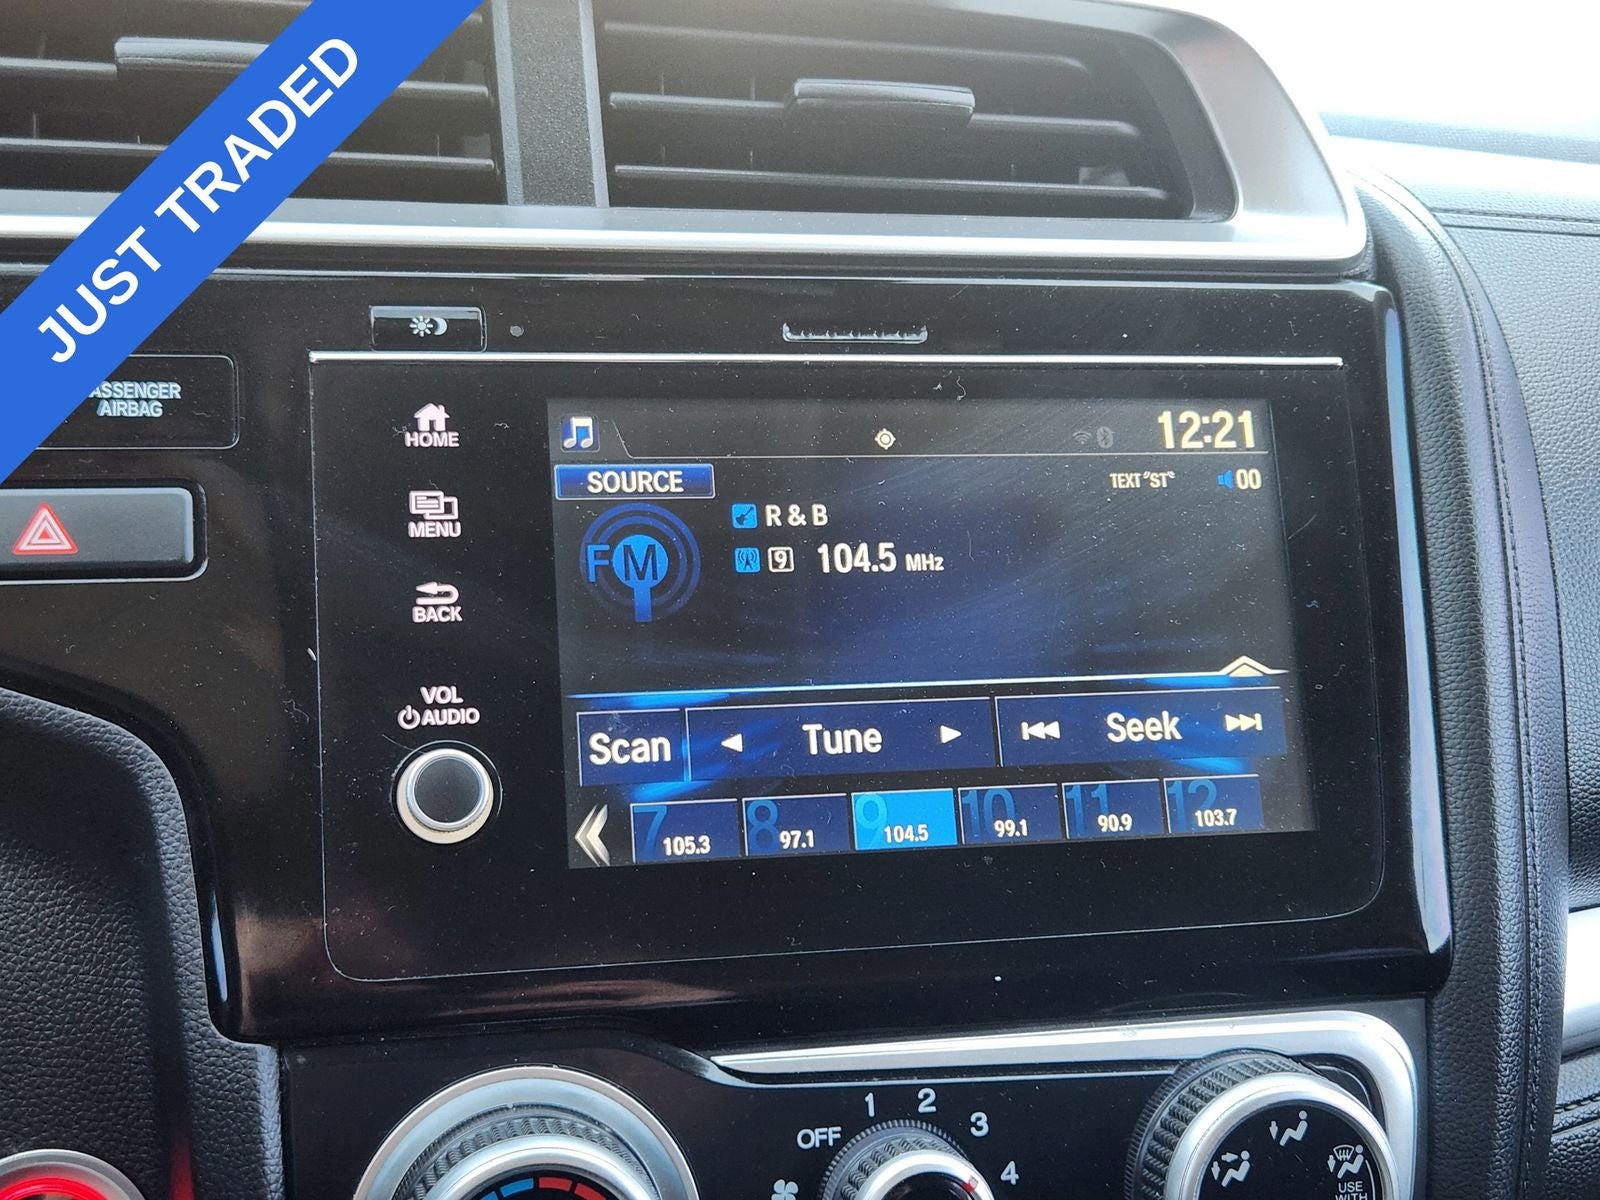 JUST TRADED
PASSENGER
AIRBAG
HOME
MENU
BACK
VOL
AUDIO
12:21
SOURCE
TEXT "ST"
00
R & B
FM
9
104.5 MHz
Scan
Tune
Seek
7 105.3
8 97.1
9 104.5
10 99.1
11 90.9
12 103.7
OFF
1
2
3
4
USE
WITH